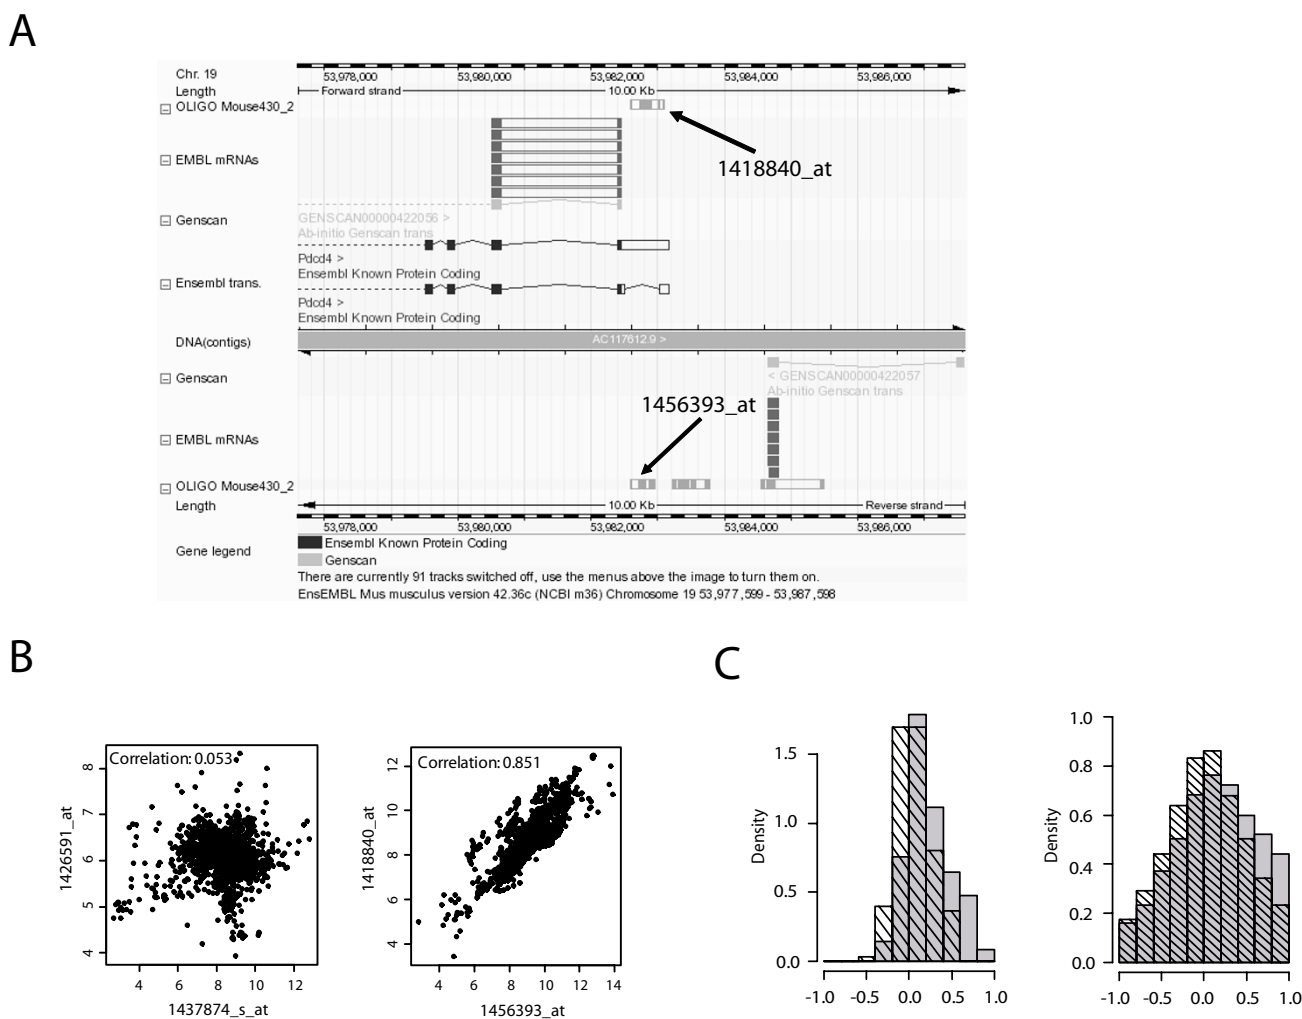 A
Chr. 19
53,978,000 53,980,000 53,982,000 53,984,000 53,986,000
Length Forward strand 10.00 Kb
OLIGO Mouse430_2
1418840_at
EMBL mRNAs
Genscan
GENSCAN00000422056 >
Ab-initio Genscan trans
Pdcd4 >
Ensembl Known Protein Coding
Ensembl trans.
Pdcd4 >
Ensembl Known Protein Coding
DNA(contigs) AC117612.9 >
Genscan
< GENSCAN00000422057
Ab-initio Genscan trans
1456393_at
EMBL mRNAs
OLIGO Mouse430_2
Length 10.00 Kb Reverse strand
53,978,000 53,980,000 53,982,000 53,984,000 53,986,000
Gene legend
Ensembl Known Protein Coding
Genscan
There are currently 91 tracks switched off, use the menus above the image to turn them on.
EnsEMBL Mus musculus version 42.36c (NCBI m36) Chromosome 19 53,977,599 - 53,987,598
B
Correlation: 0.053
1426591_at
8
7
6
5
4
4 6 8 10 12
1437874_s_at
Correlation: 0.851
1418840_at
12
10
8
6
4
4 6 8 10 12 14
1456393_at
C
Density
1.5
1.0
0.5
0.0
-1.0 -0.5 0.0 0.5 1.0
Density
1.0
0.8
0.6
0.4
0.2
0.0
-1.0 -0.5 0.0 0.5 1.0